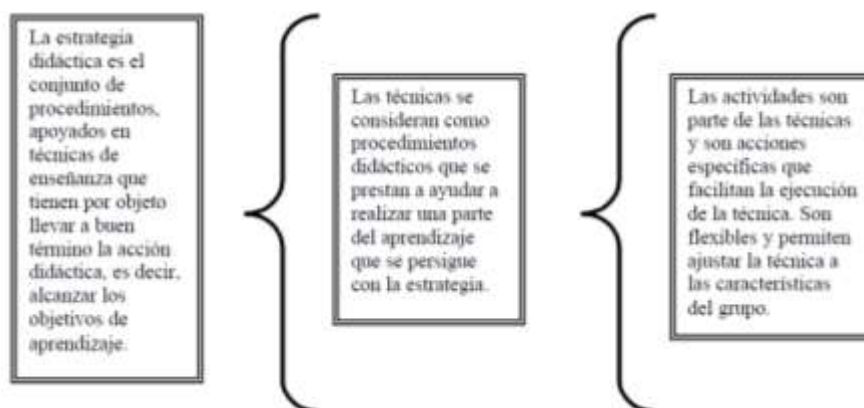 La estrategia
didáctica es el
conjunto de
procedimientos,
apoyados en
técnicas de
enseñanza que
tienen por objeto
llevar a buen
término la acción
didáctica, es decir,
alcanzar los
objetivos de
aprendizaje.
Las técnicas se
consideran como
procedimientos
didácticos que se
prestan a ayudar a
realizar una parte
del aprendizaje
que se persigue
con la estrategia.
Las actividades son
parte de las técnicas
y son acciones
específicas que
facilitan la ejecución
de la técnica. Son
flexibles y permiten
ajustar la técnica a
las características
del grupo.